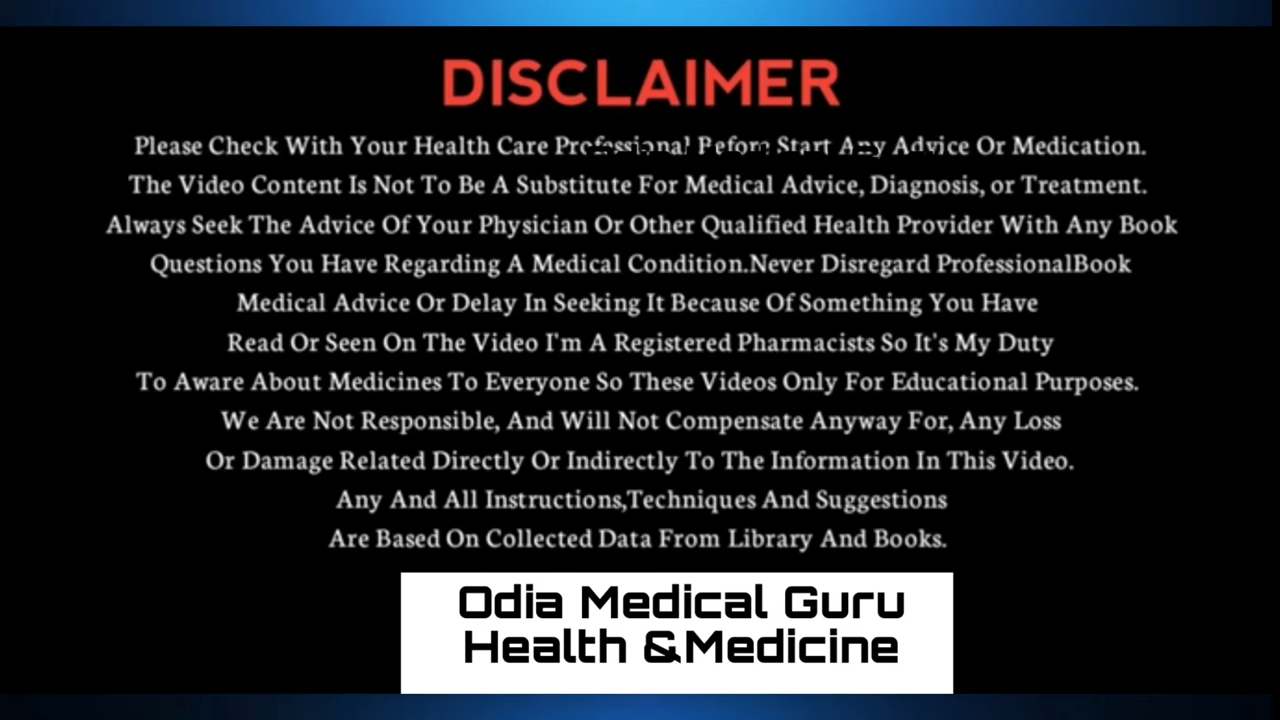 DISCLAIMER
Please Check With Your Health Care Professional Before Start Any Advice Or Medication.
The Video Content Is Not To Be A Substitute For Medical Advice, Diagnosis, or Treatment.
Always Seek The Advice Of Your Physician Or Other Qualified Health Provider With Any Book
Questions You Have Regarding A Medical Condition.Never Disregard ProfessionalBook
Medical Advice Or Delay In Seeking It Because Of Something You Have
Read Or Seen On The Video I'm A Registered Pharmacists So It's My Duty
To Aware About Medicines To Everyone So These Videos Only For Educational Purposes.
We Are Not Responsible, And Will Not Compensate Anyway For, Any Loss
Or Damage Related Directly Or Indirectly To The Information In This Video.
Any And All Instructions,Techniques And Suggestions
Are Based On Collected Data From Library And Books.
Odia Medical Guru
Health &Medicine